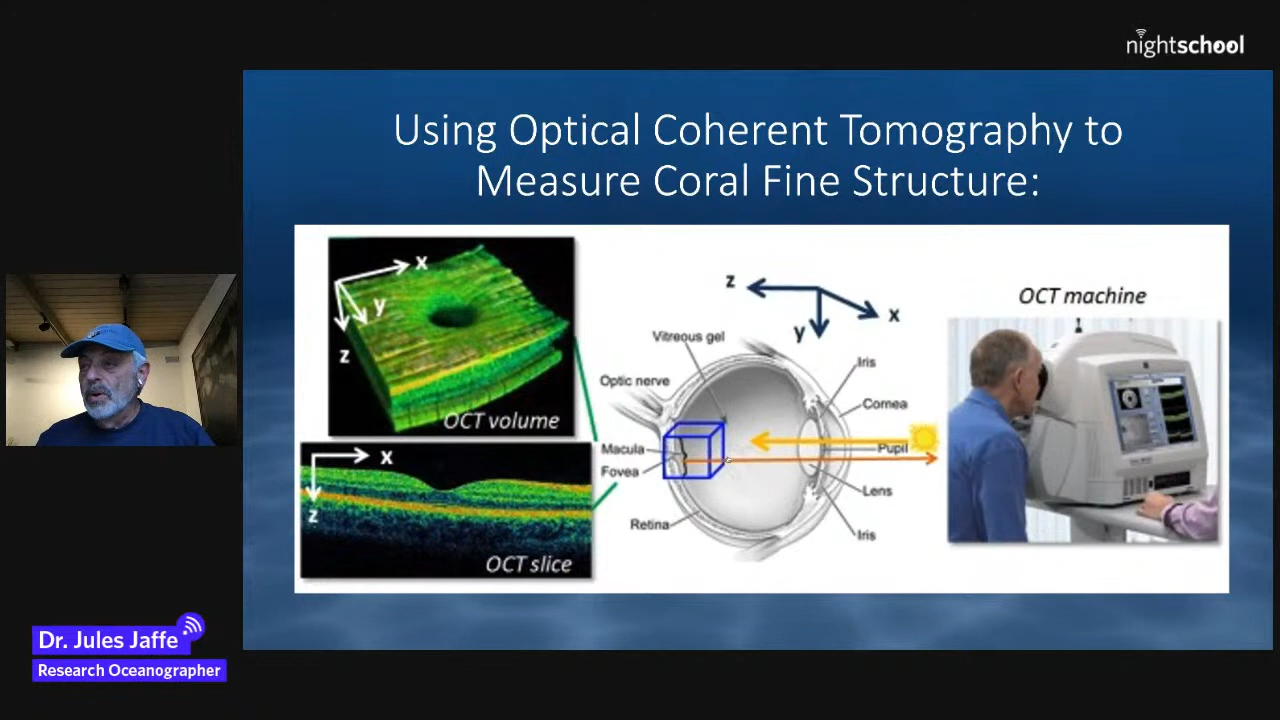 nightschool
Using Optical Coherent Tomography to
Measure Coral Fine Structure:
x
y
z
OCT volume
x
z
OCT slice
z
x
y
Vitreous gel
Optic nerve
Macula
Fovea
Retina
Iris
Cornea
Pupil
Lens
Iris
OCT machine
Dr. Jules Jaffe
Research Oceanographer